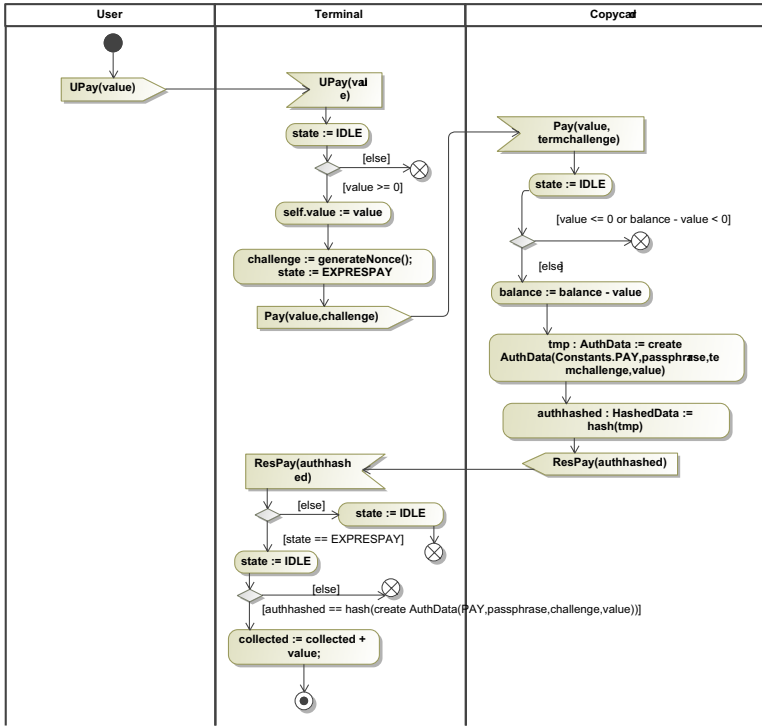 User
Terminal
Copycad
UPay(value)
UPay(val
e)
state := IDLE
[else]
[value >= 0]
self.value := value
challenge := generateNonce();
state := EXPRESPAY
Pay(value,challenge)
Pay(value,
termchallenge)
state := IDLE
[value <= 0 or balance - value < 0]
[else]
balance := balance - value
tmp : AuthData := create
AuthData(Constants.PAY,passphrase,te
mchallenge,value)
authhashed : HashedData :=
hash(tmp)
ResPay(authhashed)
ResPay(authhash
ed)
[else]
state := IDLE
[state == EXPRESPAY]
state := IDLE
[else]
[authhashed == hash(create AuthData(PAY,passphrase,challenge,value))]
collected := collected +
value;